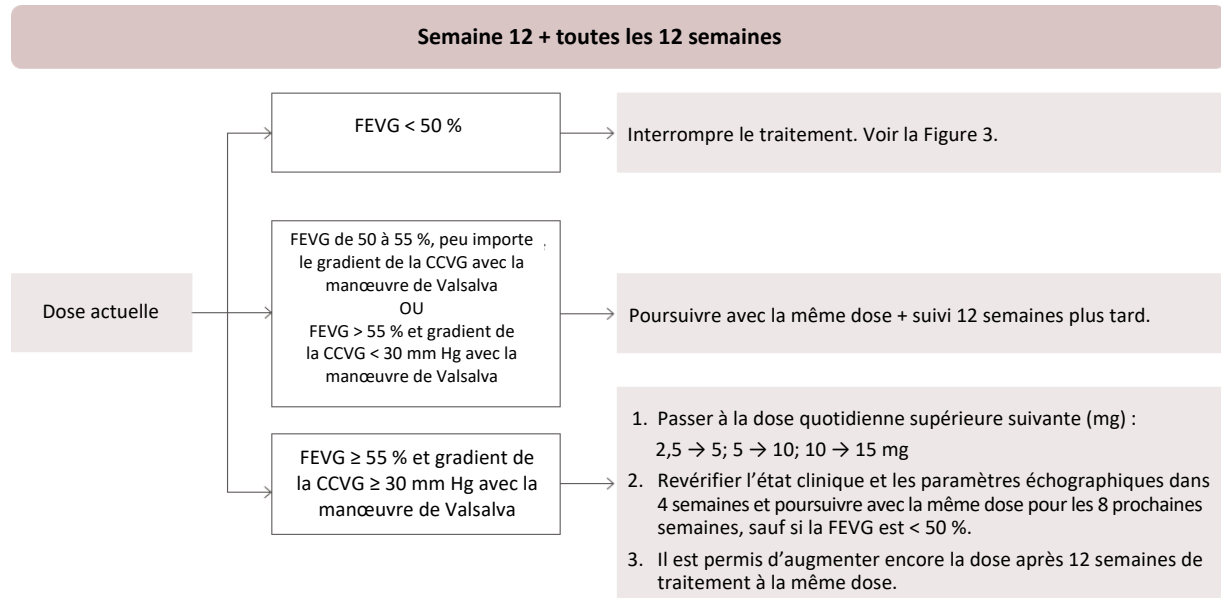 Semaine 12 + toutes les 12 semaines
FEVG < 50 %
Interrompre le traitement. Voir la Figure 3.
Dose actuelle
FEVG de 50 à 55 %, peu importe
le gradient de la CCVG avec la
manœuvre de Valsalva
OU
FEVG > 55 % et gradient de
la CCVG < 30 mm Hg avec la
manœuvre de Valsalva
Poursuivre avec la même dose + suivi 12 semaines plus tard.
FEVG ≥ 55 % et gradient de
la CCVG ≥ 30 mm Hg avec la
manœuvre de Valsalva
1. Passer à la dose quotidienne supérieure suivante (mg) :
2,5 → 5; 5 → 10; 10 → 15 mg
2. Revérifier l’état clinique et les paramètres échographiques dans
4 semaines et poursuivre avec la même dose pour les 8 prochaines
semaines, sauf si la FEVG est < 50 %.
3. Il est permis d’augmenter encore la dose après 12 semaines de
traitement à la même dose.